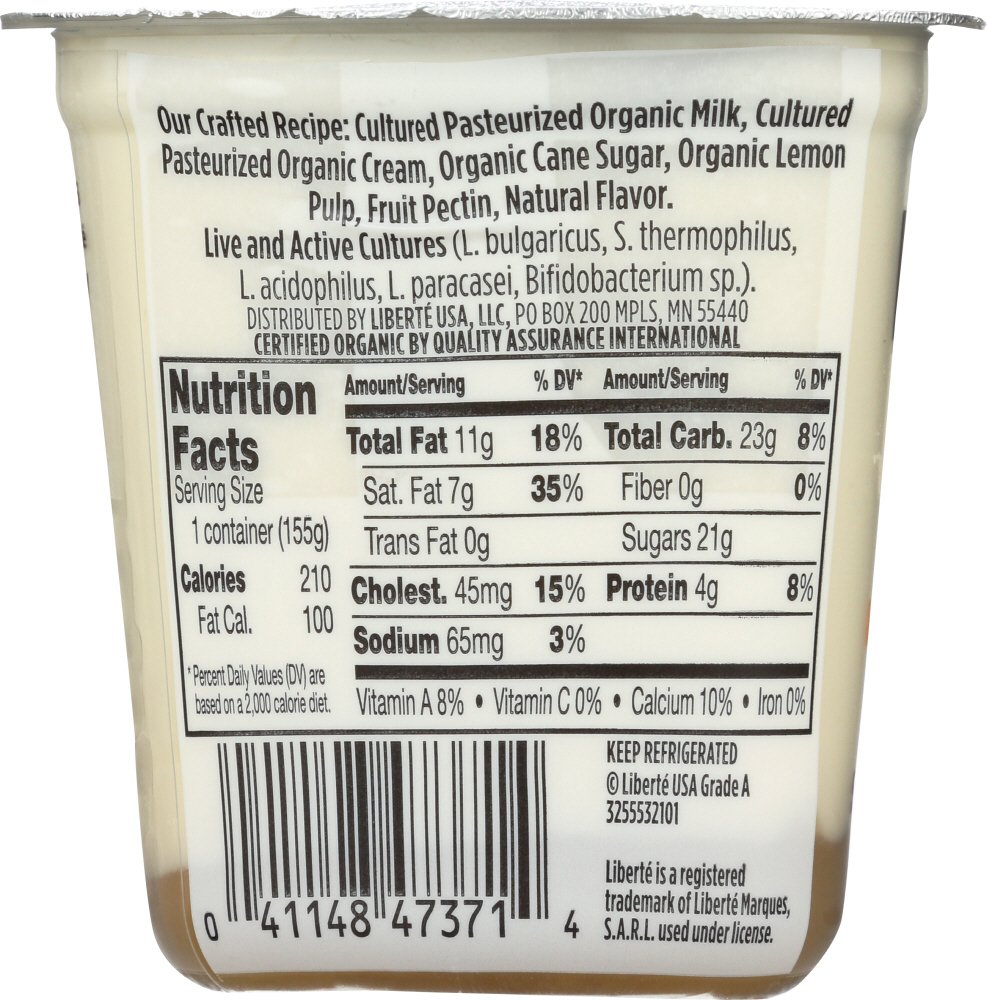 Our Crafted Recipe: Cultured Pasteurized Organic Milk, Cultured
Pasteurized Organic Cream, Organic Cane Sugar, Organic Lemon
Pulp, Fruit Pectin, Natural Flavor.
Live and Active Cultures (L. bulgaricus, S. thermophilus,
L. acidophilus, L. paracasei, Bifidobacterium sp.).
DISTRIBUTED BY LIBERTÉ USA, LLC, PO BOX 200 MPLS, MN 55440
CERTIFIED ORGANIC BY QUALITY ASSURANCE INTERNATIONAL
Nutrition
Facts
Serving Size
1 container (155g)
Calories 210
Fat Cal. 100
*Percent Daily Values (DV) are
based on a 2,000 calorie diet.
Amount/Serving % DV* Amount/Serving % DV*
Total Fat 11g 18% Total Carb. 23g 8%
Sat. Fat 7g 35% Fiber 0g 0%
Trans Fat 0g Sugars 21g
Cholest. 45mg 15% Protein 4g 8%
Sodium 65mg 3%
Vitamin A 8% • Vitamin C 0% • Calcium 10% • Iron 0%
KEEP REFRIGERATED
© Liberté USA Grade A
3255532101
Liberté is a registered
trademark of Liberté Marques,
S.A.R.L. used under license.
0 41148 47371 4